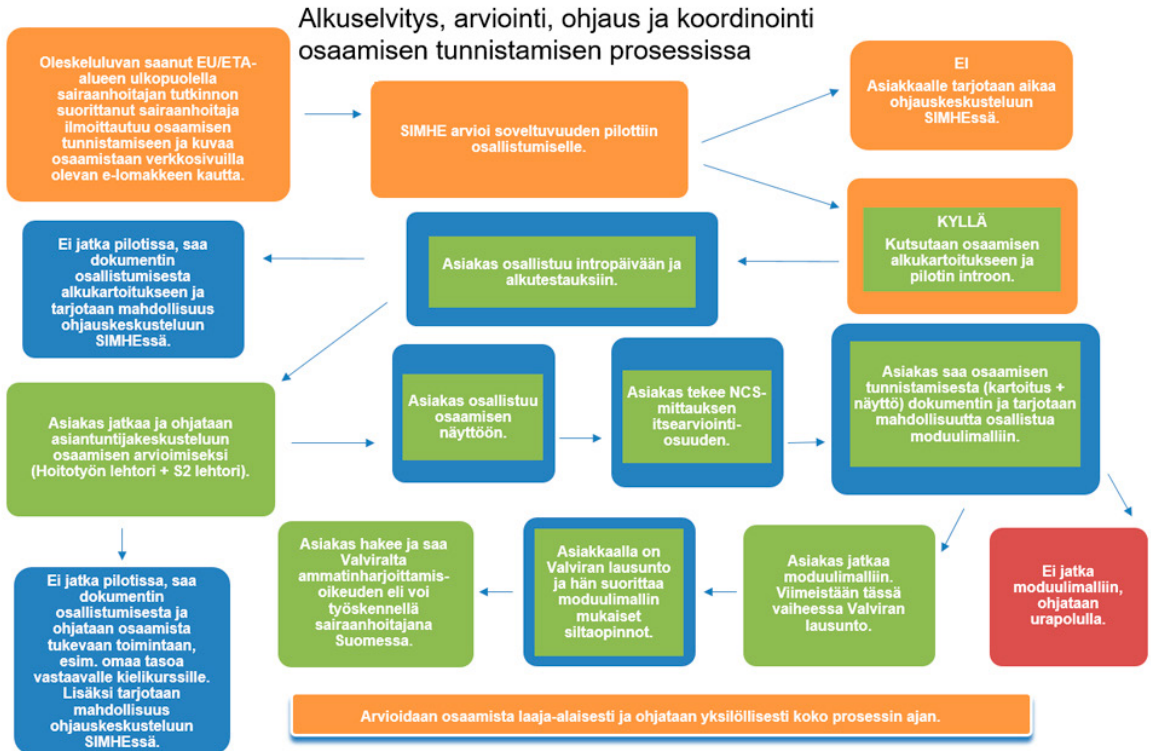 Alkuselvitys, arviointi, ohjaus ja koordinointi
osaamisen tunnistamisen prosessissa
Oleskeluluvan saanut EU/ETA-
alueen ulkopuolella
sairaanhoitajan tutkinnon
suorittanut sairaanhoitaja
ilmoittautuu osaamisen
tunnistamiseen ja kuvaa
osaamistaan verkkosivuilla
olevan e-lomakkeen kautta.
SIMHE arvioi soveltuvuuden pilottiin
osallistumiselle.
EI
Asiakkaalle tarjotaan aikaa
ohjauskeskusteluun
SIMHEssä.
KYLLÄ
Kutsutaan osaamisen
alkukartoitukseen ja
pilotin introon.
Asiakas osallistuu intropäivään ja
alkutestauksiin.
Ei jatka pilotissa, saa
dokumentin
osallistumisesta
alkukartoitukseen ja
tarjotaan mahdollisuus
ohjauskeskusteluun
SIMHEssä.
Asiakas jatkaa ja ohjataan
asiantuntijakeskusteluun
osaamisen arvioimiseksi
(Hoitotyön lehtori + S2 lehtori).
Asiakas osallistuu
osaamisen
näyttöön.
Asiakas tekee NCS-
mittauksen
itsearviointi-
osuuden.
Asiakas saa osaamisen
tunnistamisesta (kartoitus +
näyttö) dokumentin ja tarjotaan
mahdollisuutta osallistua
moduulimalliin.
Ei jatka pilotissa, saa
dokumentin
osallistumisesta ja
ohjataan osaamista
tukevaan toimintaan,
esim. omaa tasoa
vastaavalle kielikurssille.
Lisäksi tarjotaan
mahdollisuus
ohjauskeskusteluun
SIMHEssä.
Asiakas hakee ja saa
Valviralta
ammatinharjoittamis-
oikeuden eli voi
työskennellä
sairaanhoitajana
Suomessa.
Asiakkaalla on
Valviran lausunto
ja hän suorittaa
moduulimallin
mukaiset
siltaopinnot.
Asiakas jatkaa
moduulimalliin.
Viimeistään tässä
vaiheessa Valviran
lausunto.
Ei jatka
moduulimalliin,
ohjataan
urapolulla.
Arvioidaan osaamista laaja-alaisesti ja ohjataan yksilöllisesti koko prosessin ajan.